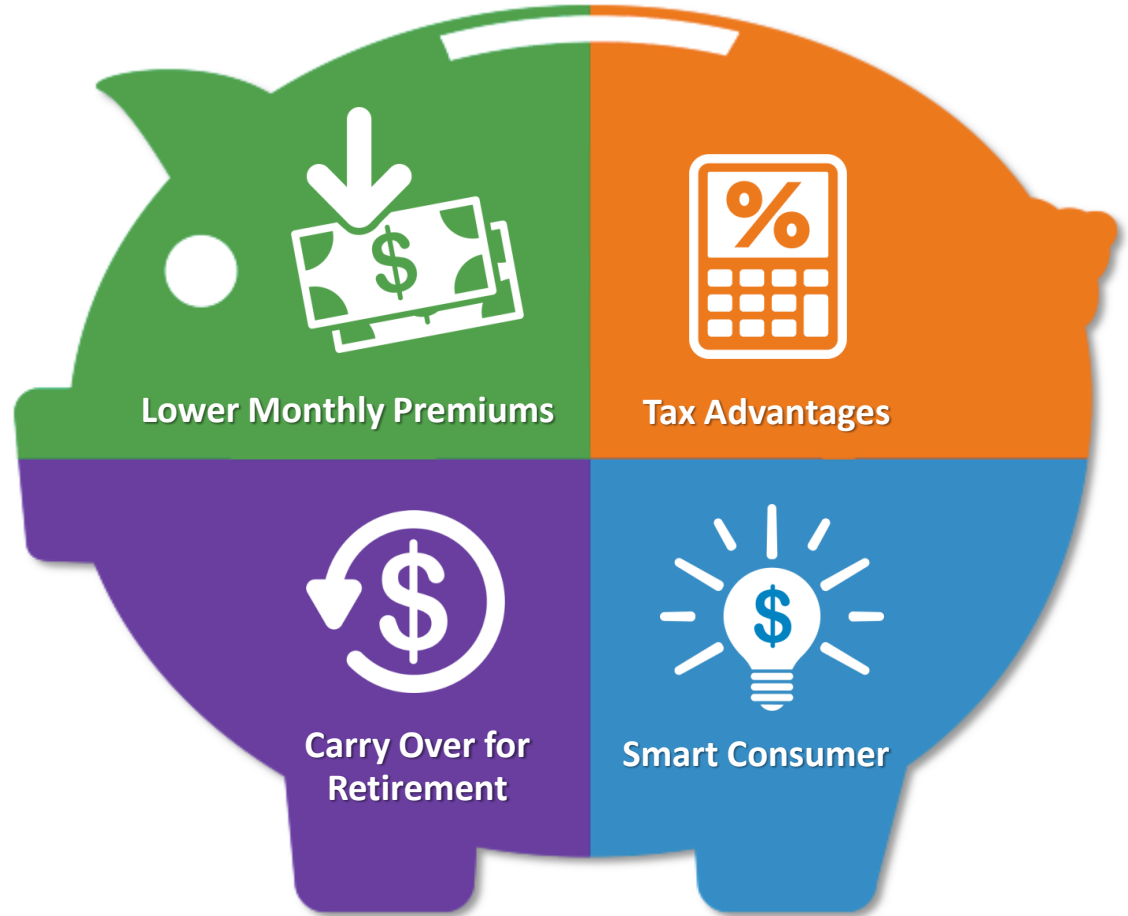 $
%
Lower Monthly Premiums
Tax Advantages
$
$
Carry Over for
Retirement
Smart Consumer